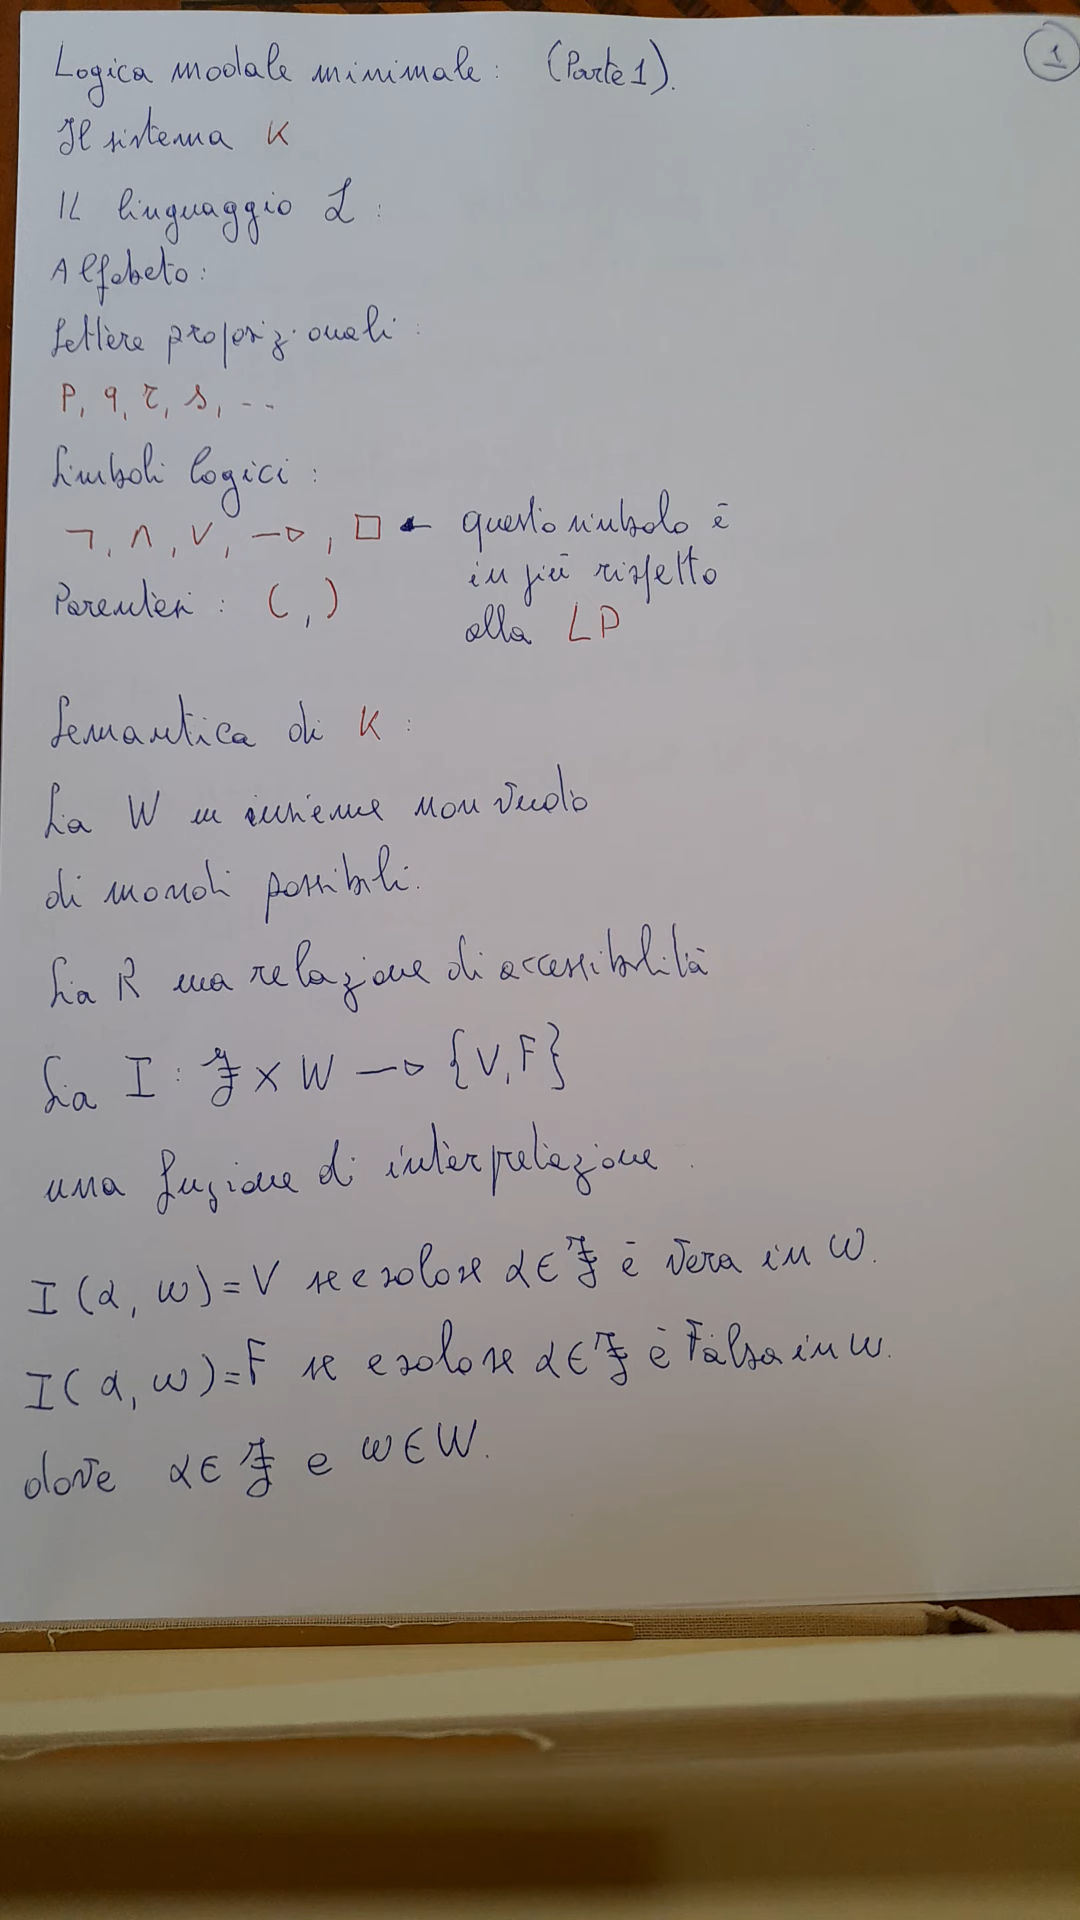 Logica modale minimale: (Parte 1).
1
Il sistema K
Il linguaggio L:
Alfabeto:
Lettere proposizionali:
p, q, r, s, ..
Simboli logici:
¬, ∧, ∨, →, □ ← questo simbolo è
in più rispetto
Parentesi: (, )
alla LP
Semantica di K:
Sia W un insieme non vuoto
di mondi possibili.
Sia R una relazione di accessibilità
Sia I: F × W → {V, F}
una funzione di interpretazione.
I(α, w) = V se e solo se α ∈ F è vera in w.
I(α, w) = F se e solo se α ∈ F è Falsa in w.
dove α ∈ F e w ∈ W.